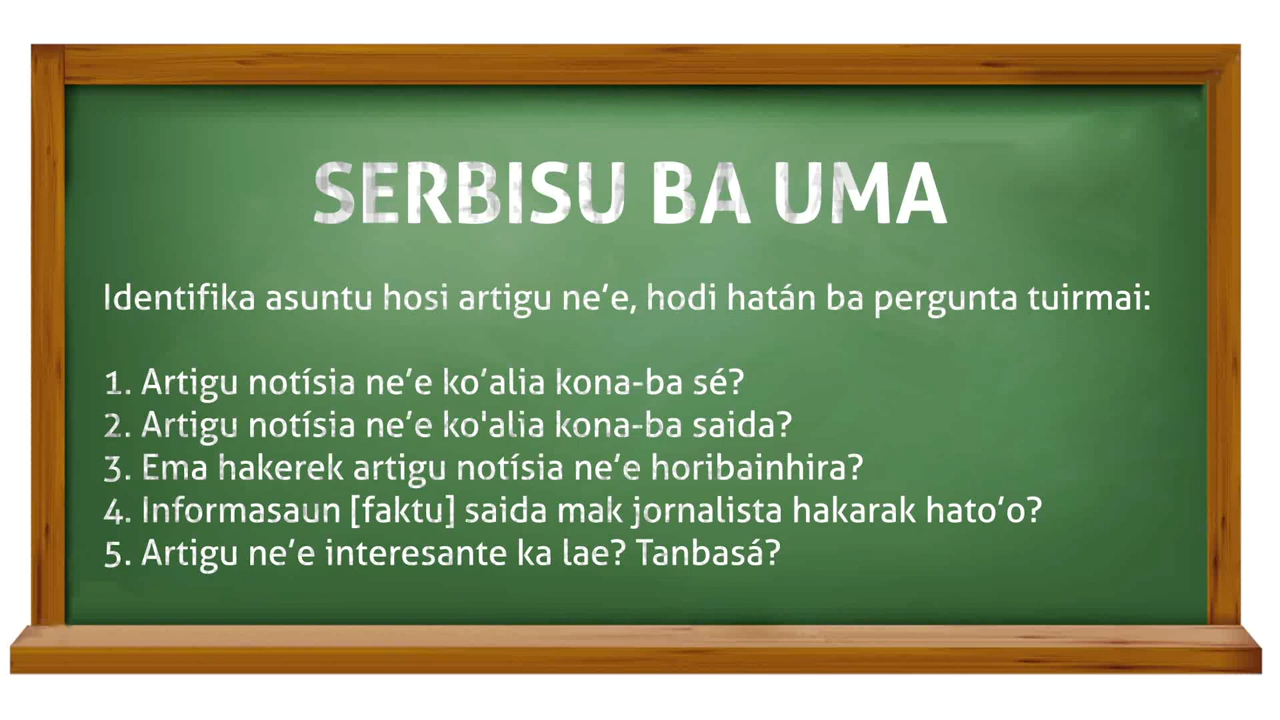 SERBISU BA UMA
Identifika asuntu hosi artigu ne’e, hodi hatán ba pergunta tuirmai:
1. Artigu notísia ne’e ko’alia kona-ba sé?
2. Artigu notísia ne’e ko'alia kona-ba saida?
3. Ema hakerek artigu notísia ne’e horibainhira?
4. Informasaun [faktu] saida mak jornalista hakarak hato’o?
5. Artigu ne’e interesante ka lae? Tanbasá?